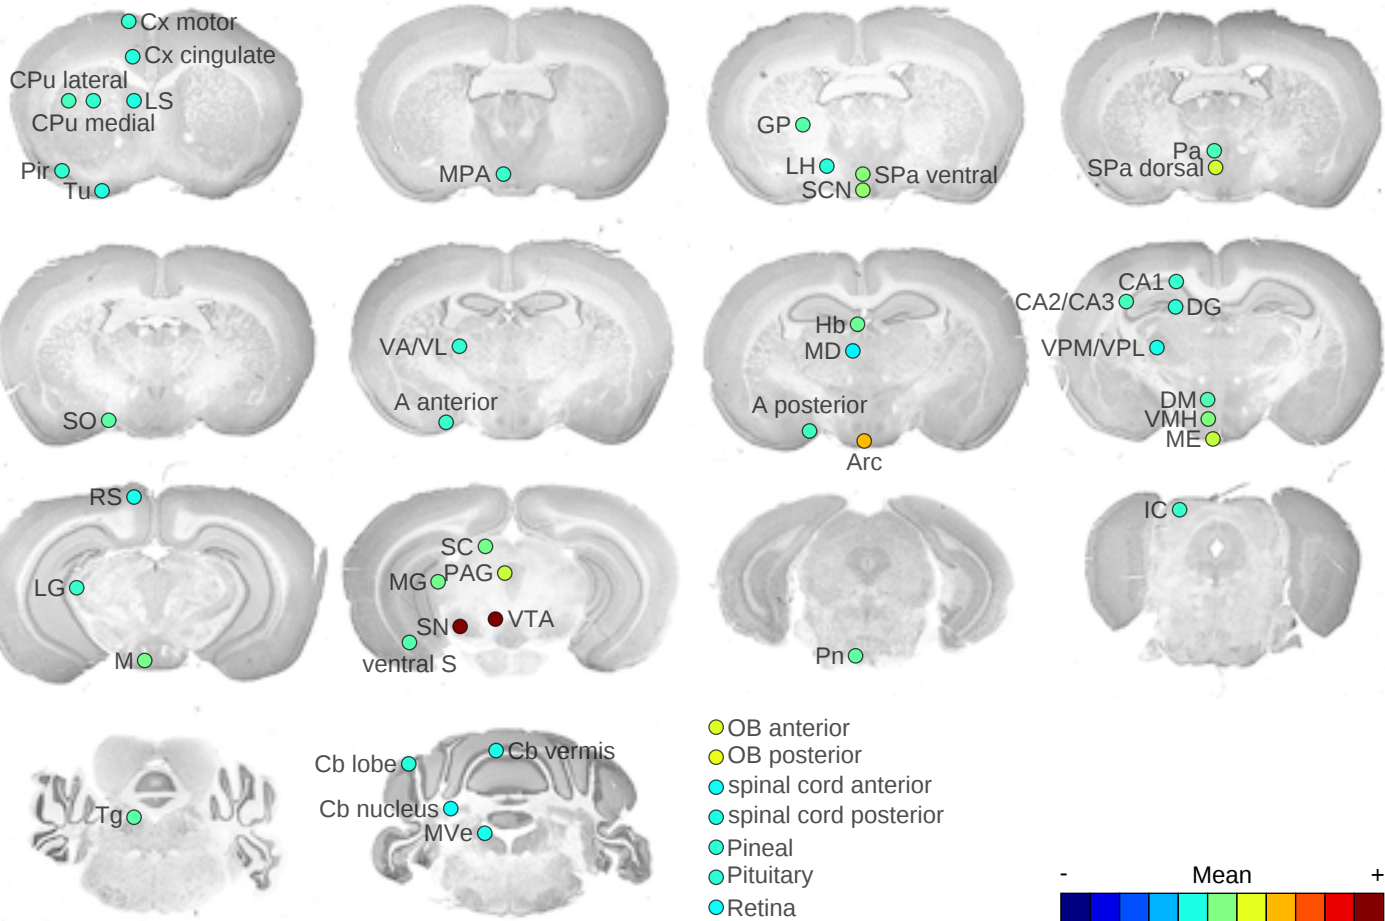 Cx motor
Cx cingulate
CPu lateral
LS
CPu medial
Pir
Tu
MPA
GP
LH
SPa ventral
SCN
Pa
SPa dorsal
SO
VA/VL
A anterior
Hb
MD
A posterior
Arc
CA1
CA2/CA3
DG
VPM/VPL
DM
VMH
ME
RS
LG
M
SC
MG
PAG
SN
VTA
ventral S
Pn
IC
Tg
Cb lobe
Cb vermis
Cb nucleus
MVe
OB anterior
OB posterior
spinal cord anterior
spinal cord posterior
Pineal
Pituitary
Retina
- Mean +